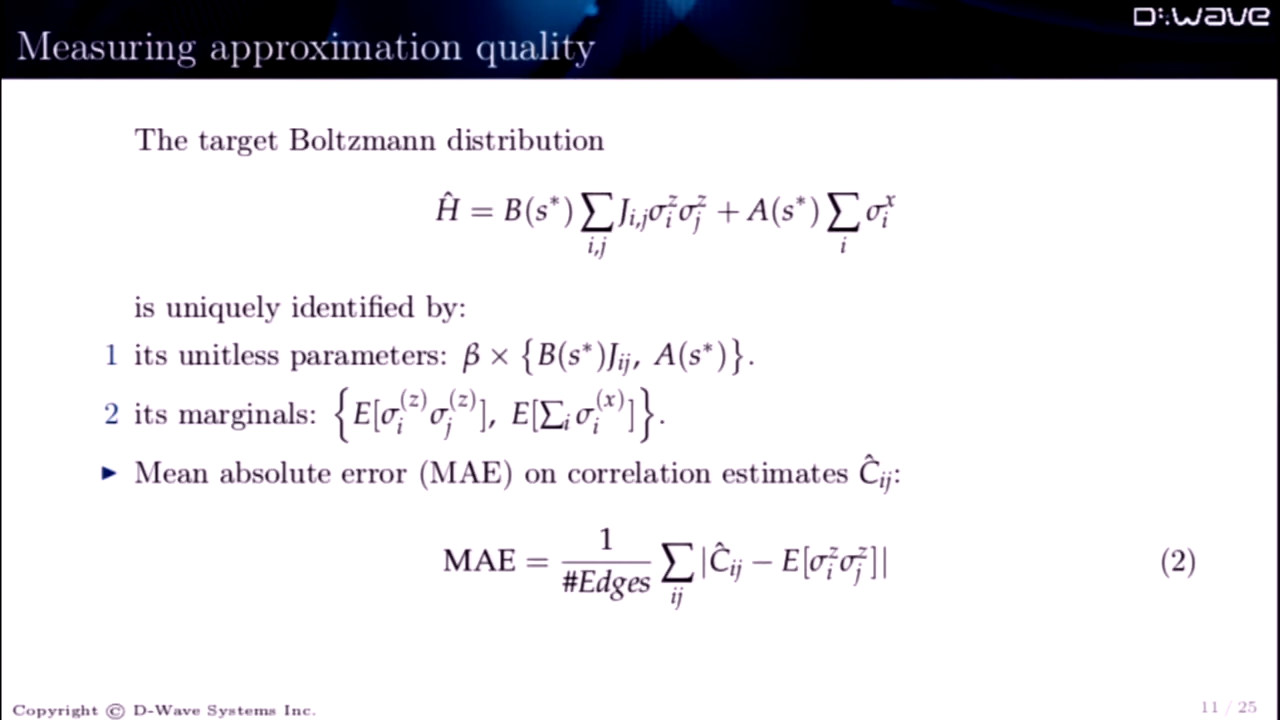 D:wave
Measuring approximation quality
The target Boltzmann distribution
Ĥ = B(s*) ∑_{i,j} J_{i,j} σ_i^z σ_j^z + A(s*) ∑_i σ_i^x
is uniquely identified by:
1 its unitless parameters: β × {B(s*)J_{ij}, A(s*)}.
2 its marginals: {E[σ_i^{(z)} σ_j^{(z)}], E[∑_i σ_i^{(x)}]}.
▶ Mean absolute error (MAE) on correlation estimates Ĉ_{ij}:
MAE = 1/#Edges ∑_{ij} |Ĉ_{ij} − E[σ_i^z σ_j^z]| (2)
Copyright © D-Wave Systems Inc.
11 / 25